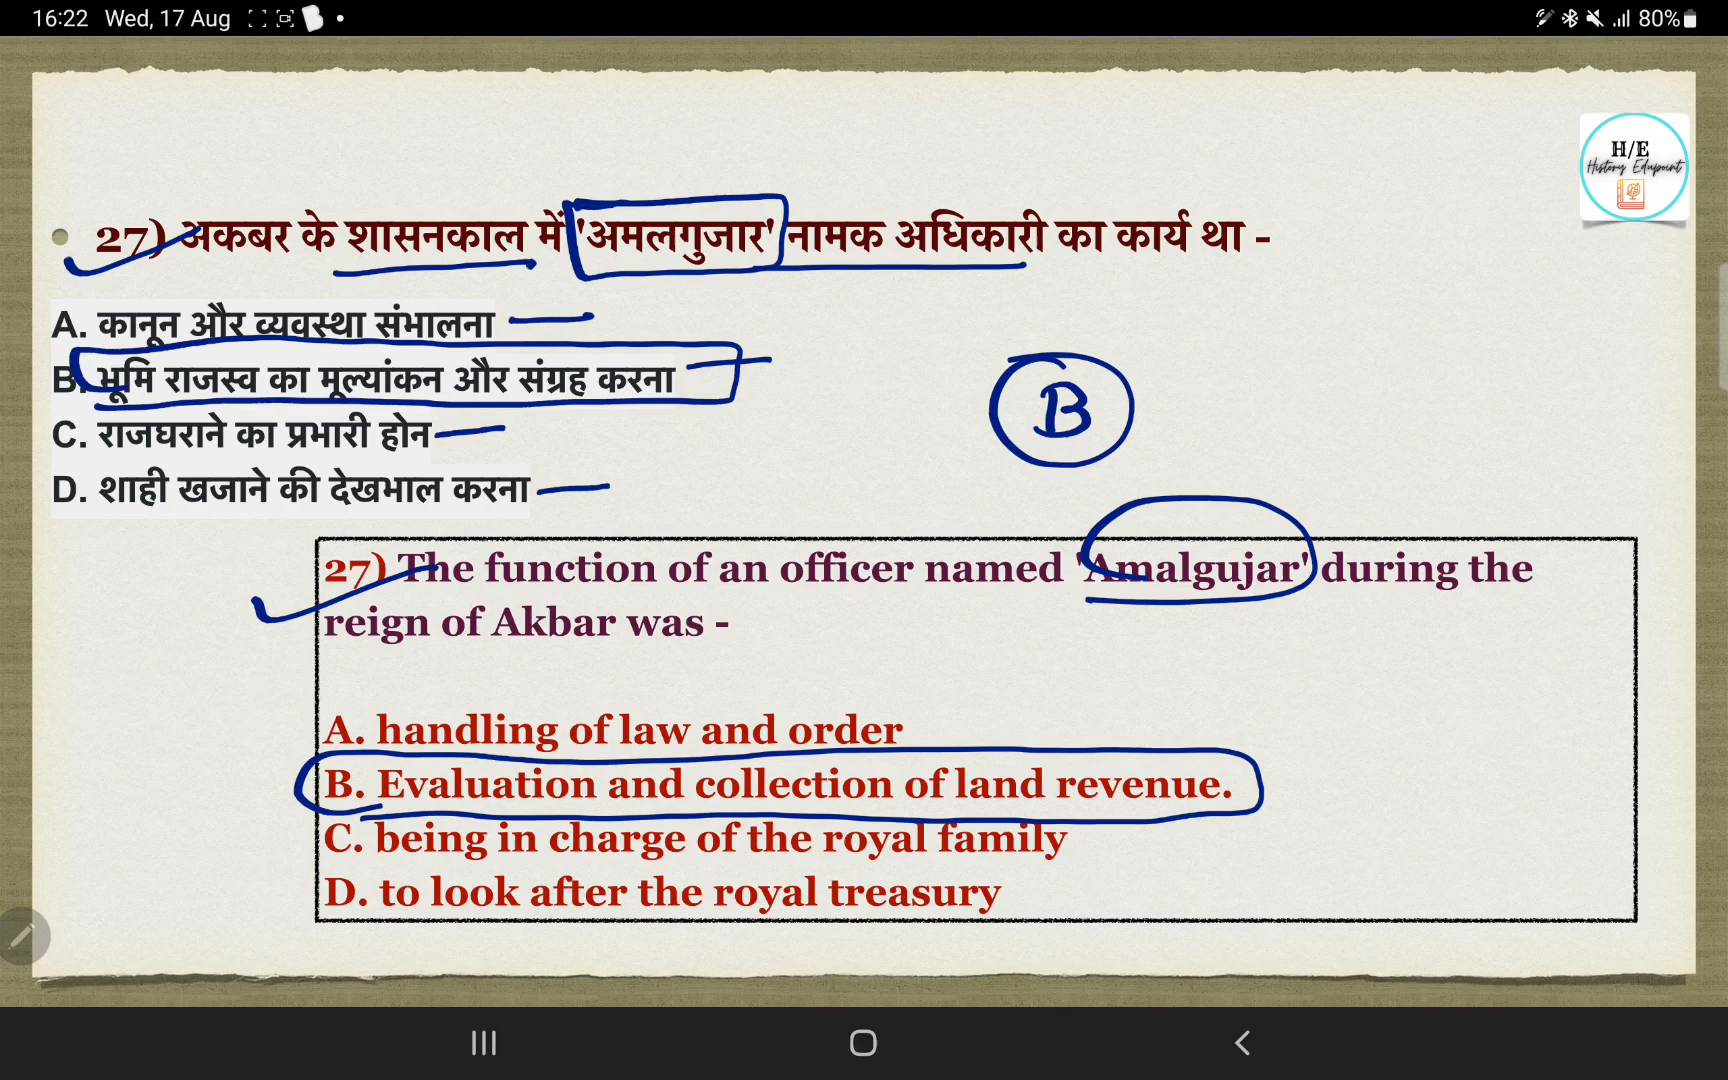 16:22 Wed, 17 Aug
80%
H/E
History Edupoint
27) अकबर के शासनकाल में 'अमलगुजार' नामक अधिकारी का कार्य था -
A. कानून और व्यवस्था संभालना
B. भूमि राजस्व का मूल्यांकन और संग्रह करना
C. राजघराने का प्रभारी होन
D. शाही खजाने की देखभाल करना
B
27) The function of an officer named 'Amalgujar' during the
reign of Akbar was -
A. handling of law and order
B. Evaluation and collection of land revenue.
C. being in charge of the royal family
D. to look after the royal treasury